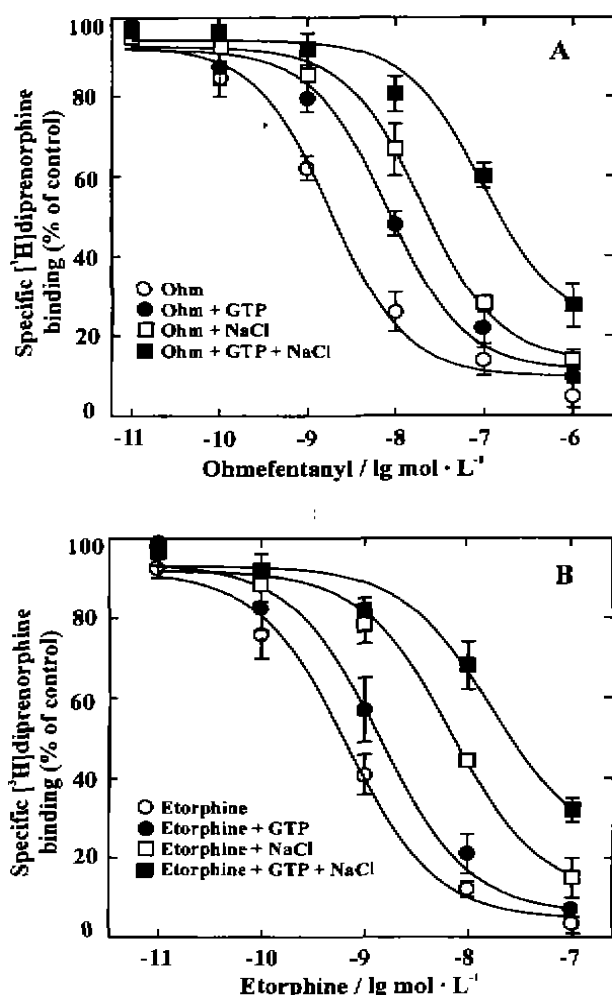 A
Specific [³H]diprenorphine
binding (% of control)
100
80
60
40
20
0
Ohm
Ohm + GTP
Ohm + NaCl
Ohm + GTP + NaCl
-11 -10 -9 -8 -7 -6
Ohmefentanyl / lg mol · L⁻¹
B
Specific [³H]diprenorphine
binding (% of control)
100
80
60
40
20
0
Etorphine
Etorphine + GTP
Etorphine + NaCl
Etorphine + GTP + NaCl
-11 -10 -9 -8 -7
Etorphine / lg mol · L⁻¹